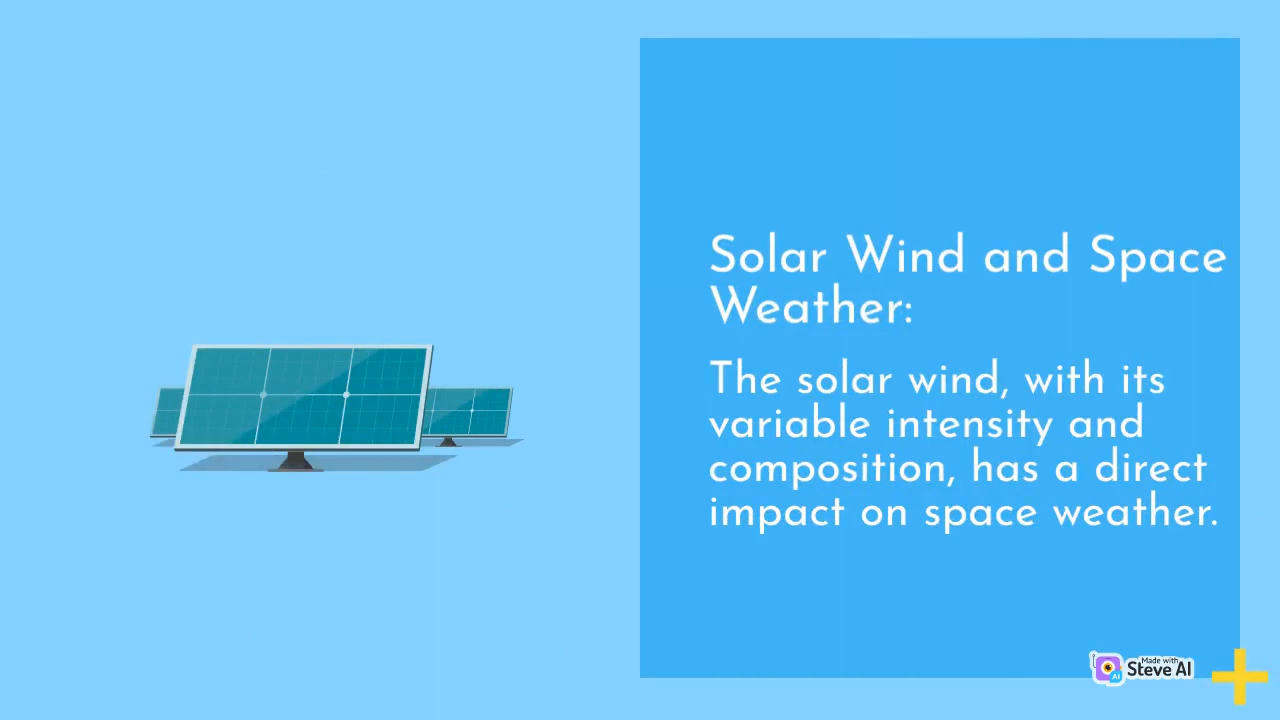 Solar Wind and Space
Weather:
The solar wind, with its
variable intensity and
composition, has a direct
impact on space weather.
Made with
Steve AI
AI